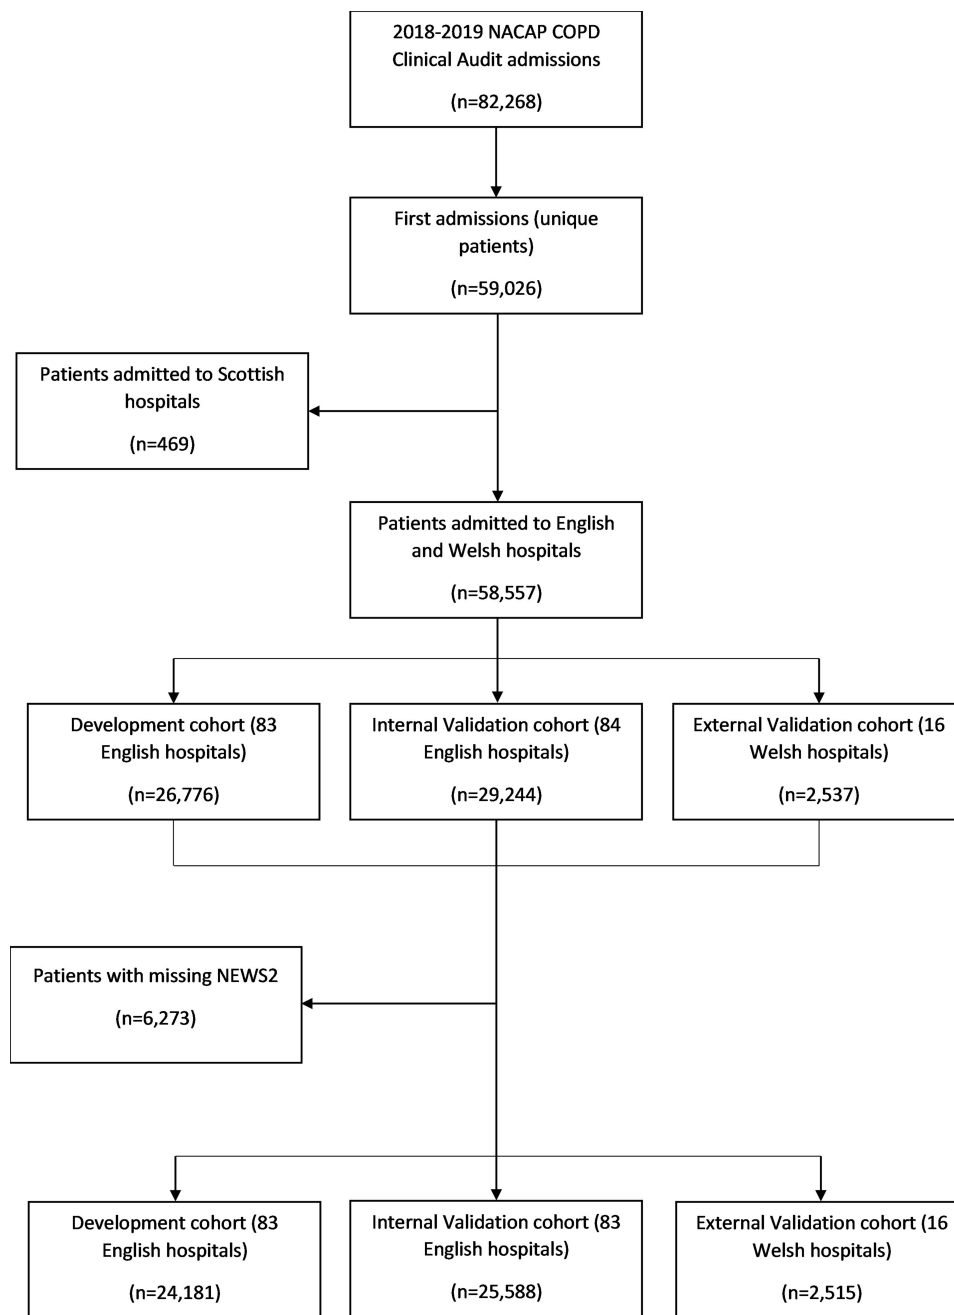 2018-2019 NACAP COPD
Clinical Audit admissions
(n=82,268)
First admissions (unique
patients)
(n=59,026)
Patients admitted to Scottish
hospitals
(n=469)
Patients admitted to English
and Welsh hospitals
(n=58,557)
Development cohort (83
English hospitals)
(n=26,776)
Internal Validation cohort (84
English hospitals)
(n=29,244)
External Validation cohort (16
Welsh hospitals)
(n=2,537)
Patients with missing NEWS2
(n=6,273)
Development cohort (83
English hospitals)
(n=24,181)
Internal Validation cohort (83
English hospitals)
(n=25,588)
External Validation cohort (16
Welsh hospitals)
(n=2,515)